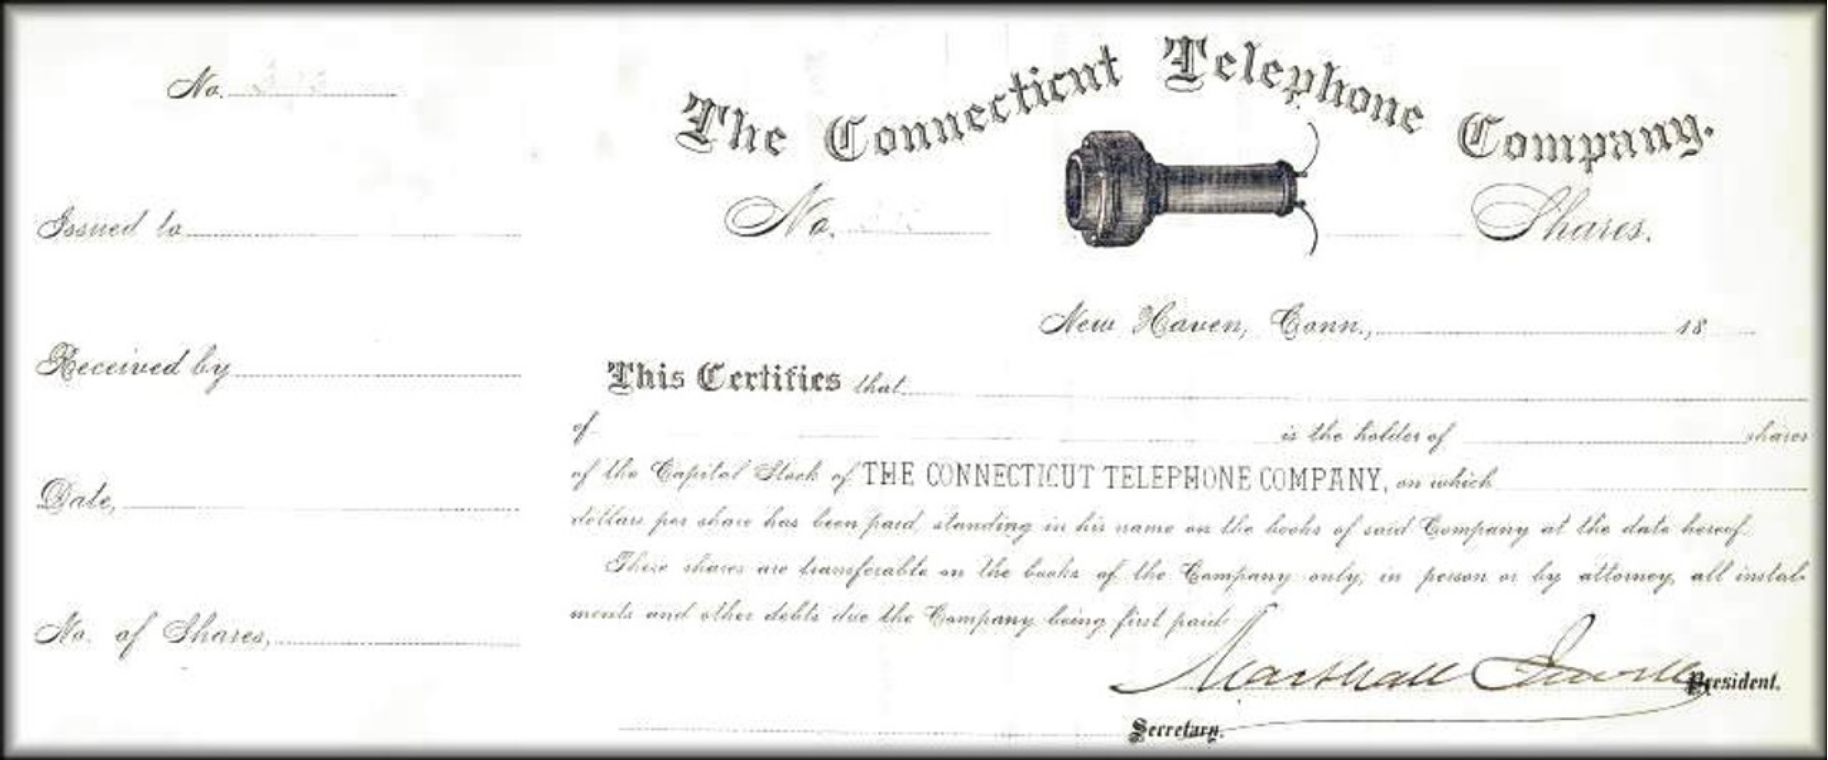 No.
Issued to
Received by
Date,
No. of Shares,
The Connecticut Telephone Company.
No. Shares.
New Haven, Conn., 18
This Certifies that
of is the holder of shares
of the Capital Stock of THE CONNECTICUT TELEPHONE COMPANY, on which
dollars per share has been paid, standing in his name on the books of said Company at the date hereof.
These shares are transferable on the books of the Company only, in person or by attorney, all instal-
ments and other debts due the Company being first paid.
Marshall Jewell President.
Secretary.